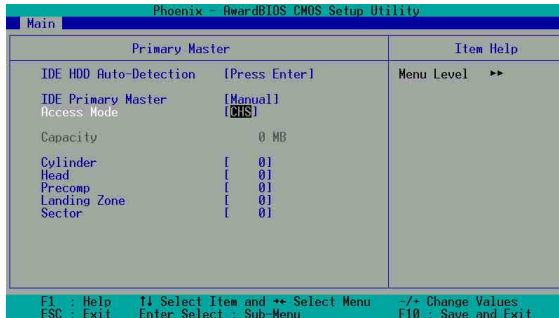 Phoenix - AwardBIOS CMOS Setup Utility
Main
Primary Master
Item Help
IDE HDD Auto-Detection [Press Enter]
Menu Level ▸▸
IDE Primary Master [Manual]
Access Mode [CHS]
Capacity 0 MB
Cylinder [ 0]
Head [ 0]
Precomp [ 0]
Landing Zone [ 0]
Sector [ 0]
F1 : Help ↑↓ Select Item and →← Select Menu -/+ Change Values
ESC : Exit Enter Select ▸ Sub-Menu F10 : Save and Exit